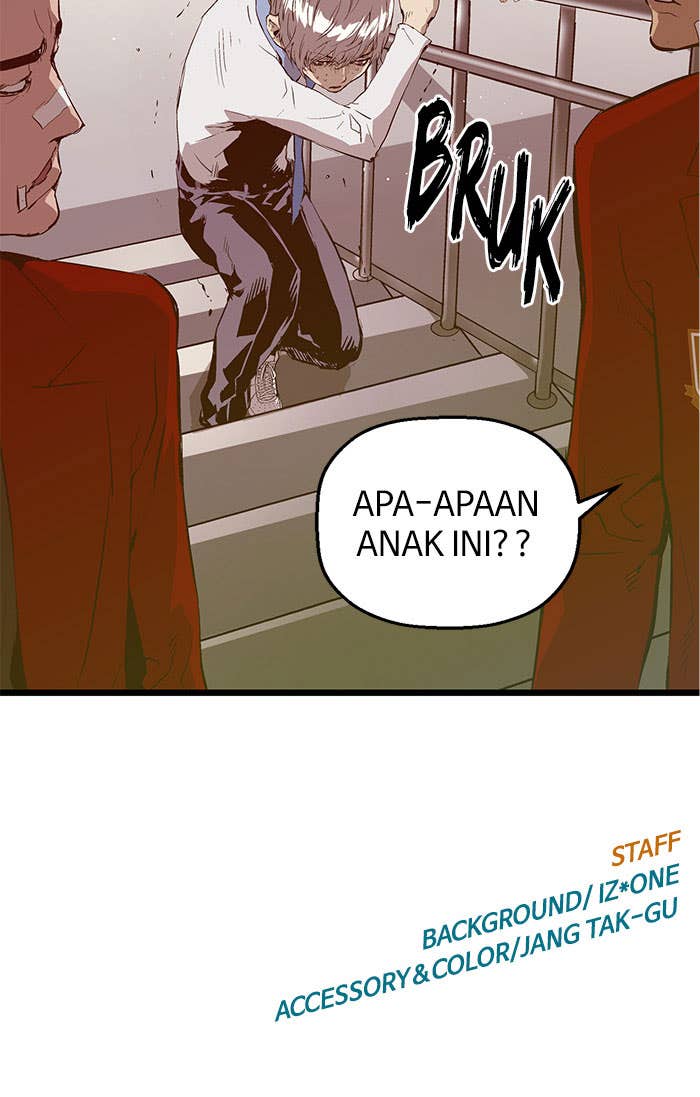 BRUK
APA-APAAN
ANAK INI??
STAFF
BACKGROUND/ IZ*ONE
ACCESSORY&COLOR/JANG TAK-GU